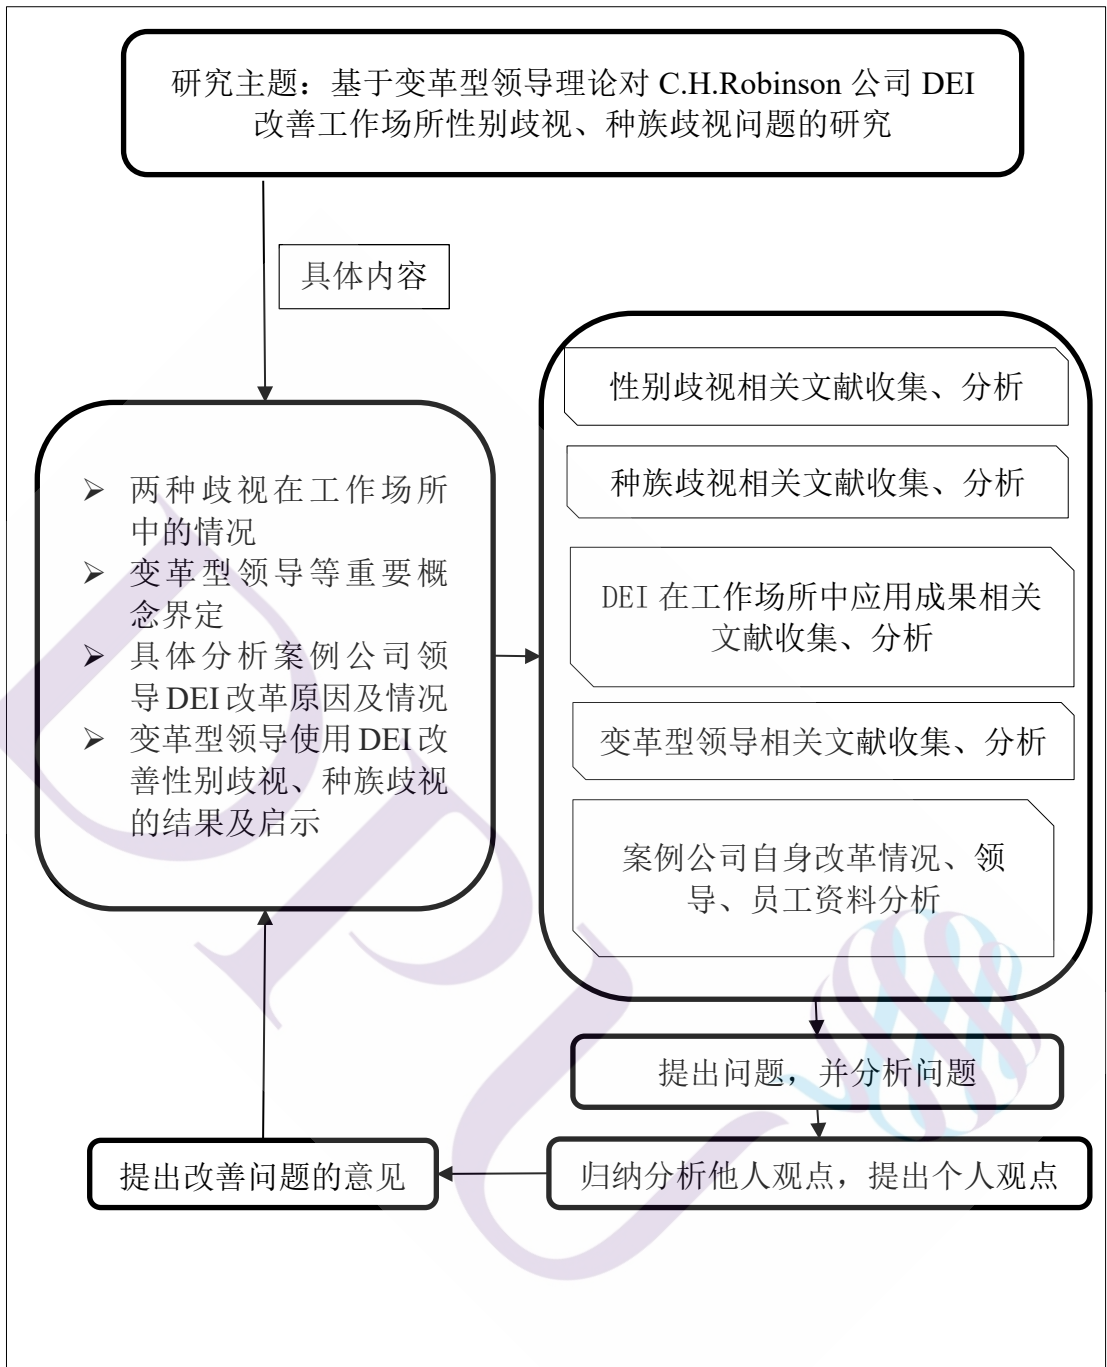 研究主题：基于变革型领导理论对 C.H.Robinson 公司 DEI
改善工作场所性别歧视、种族歧视问题的研究
具体内容
➢ 两种歧视在工作场所
中的情况
➢ 变革型领导等重要概
念界定
➢ 具体分析案例公司领
导DEI改革原因及情况
➢ 变革型领导使用DEI改
善性别歧视、种族歧视
的结果及启示
性别歧视相关文献收集、分析
种族歧视相关文献收集、分析
DEI 在工作场所中应用成果相关
文献收集、分析
变革型领导相关文献收集、分析
案例公司自身改革情况、领
导、员工资料分析
提出问题，并分析问题
归纳分析他人观点，提出个人观点
提出改善问题的意见
DPU